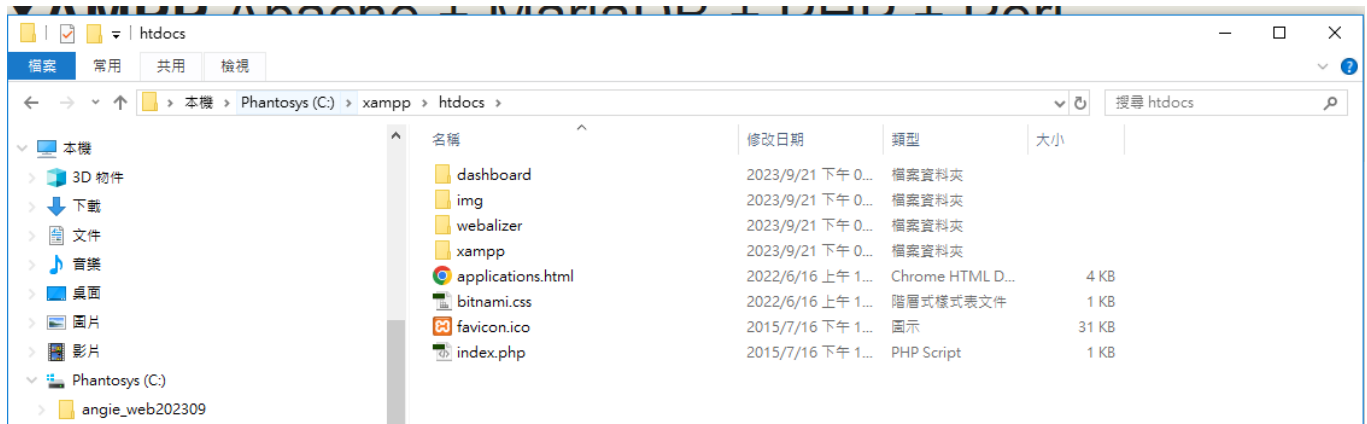 XAMPP Apache + MariaDB + PHP + Perl
htdocs
檔案 常用 共用 檢視
本機 › Phantosys (C:) › xampp › htdocs ›
搜尋 htdocs
名稱 修改日期 類型 大小
本機
3D 物件
下載
文件
音樂
桌面
圖片
影片
Phantosys (C:)
angie_web202309
dashboard 2023/9/21 下午 0... 檔案資料夾
img 2023/9/21 下午 0... 檔案資料夾
webalizer 2023/9/21 下午 0... 檔案資料夾
xampp 2023/9/21 下午 0... 檔案資料夾
applications.html 2022/6/16 上午 1... Chrome HTML D... 4 KB
bitnami.css 2022/6/16 上午 1... 階層式樣式表文件 1 KB
favicon.ico 2015/7/16 下午 1... 圖示 31 KB
index.php 2015/7/16 下午 1... PHP Script 1 KB